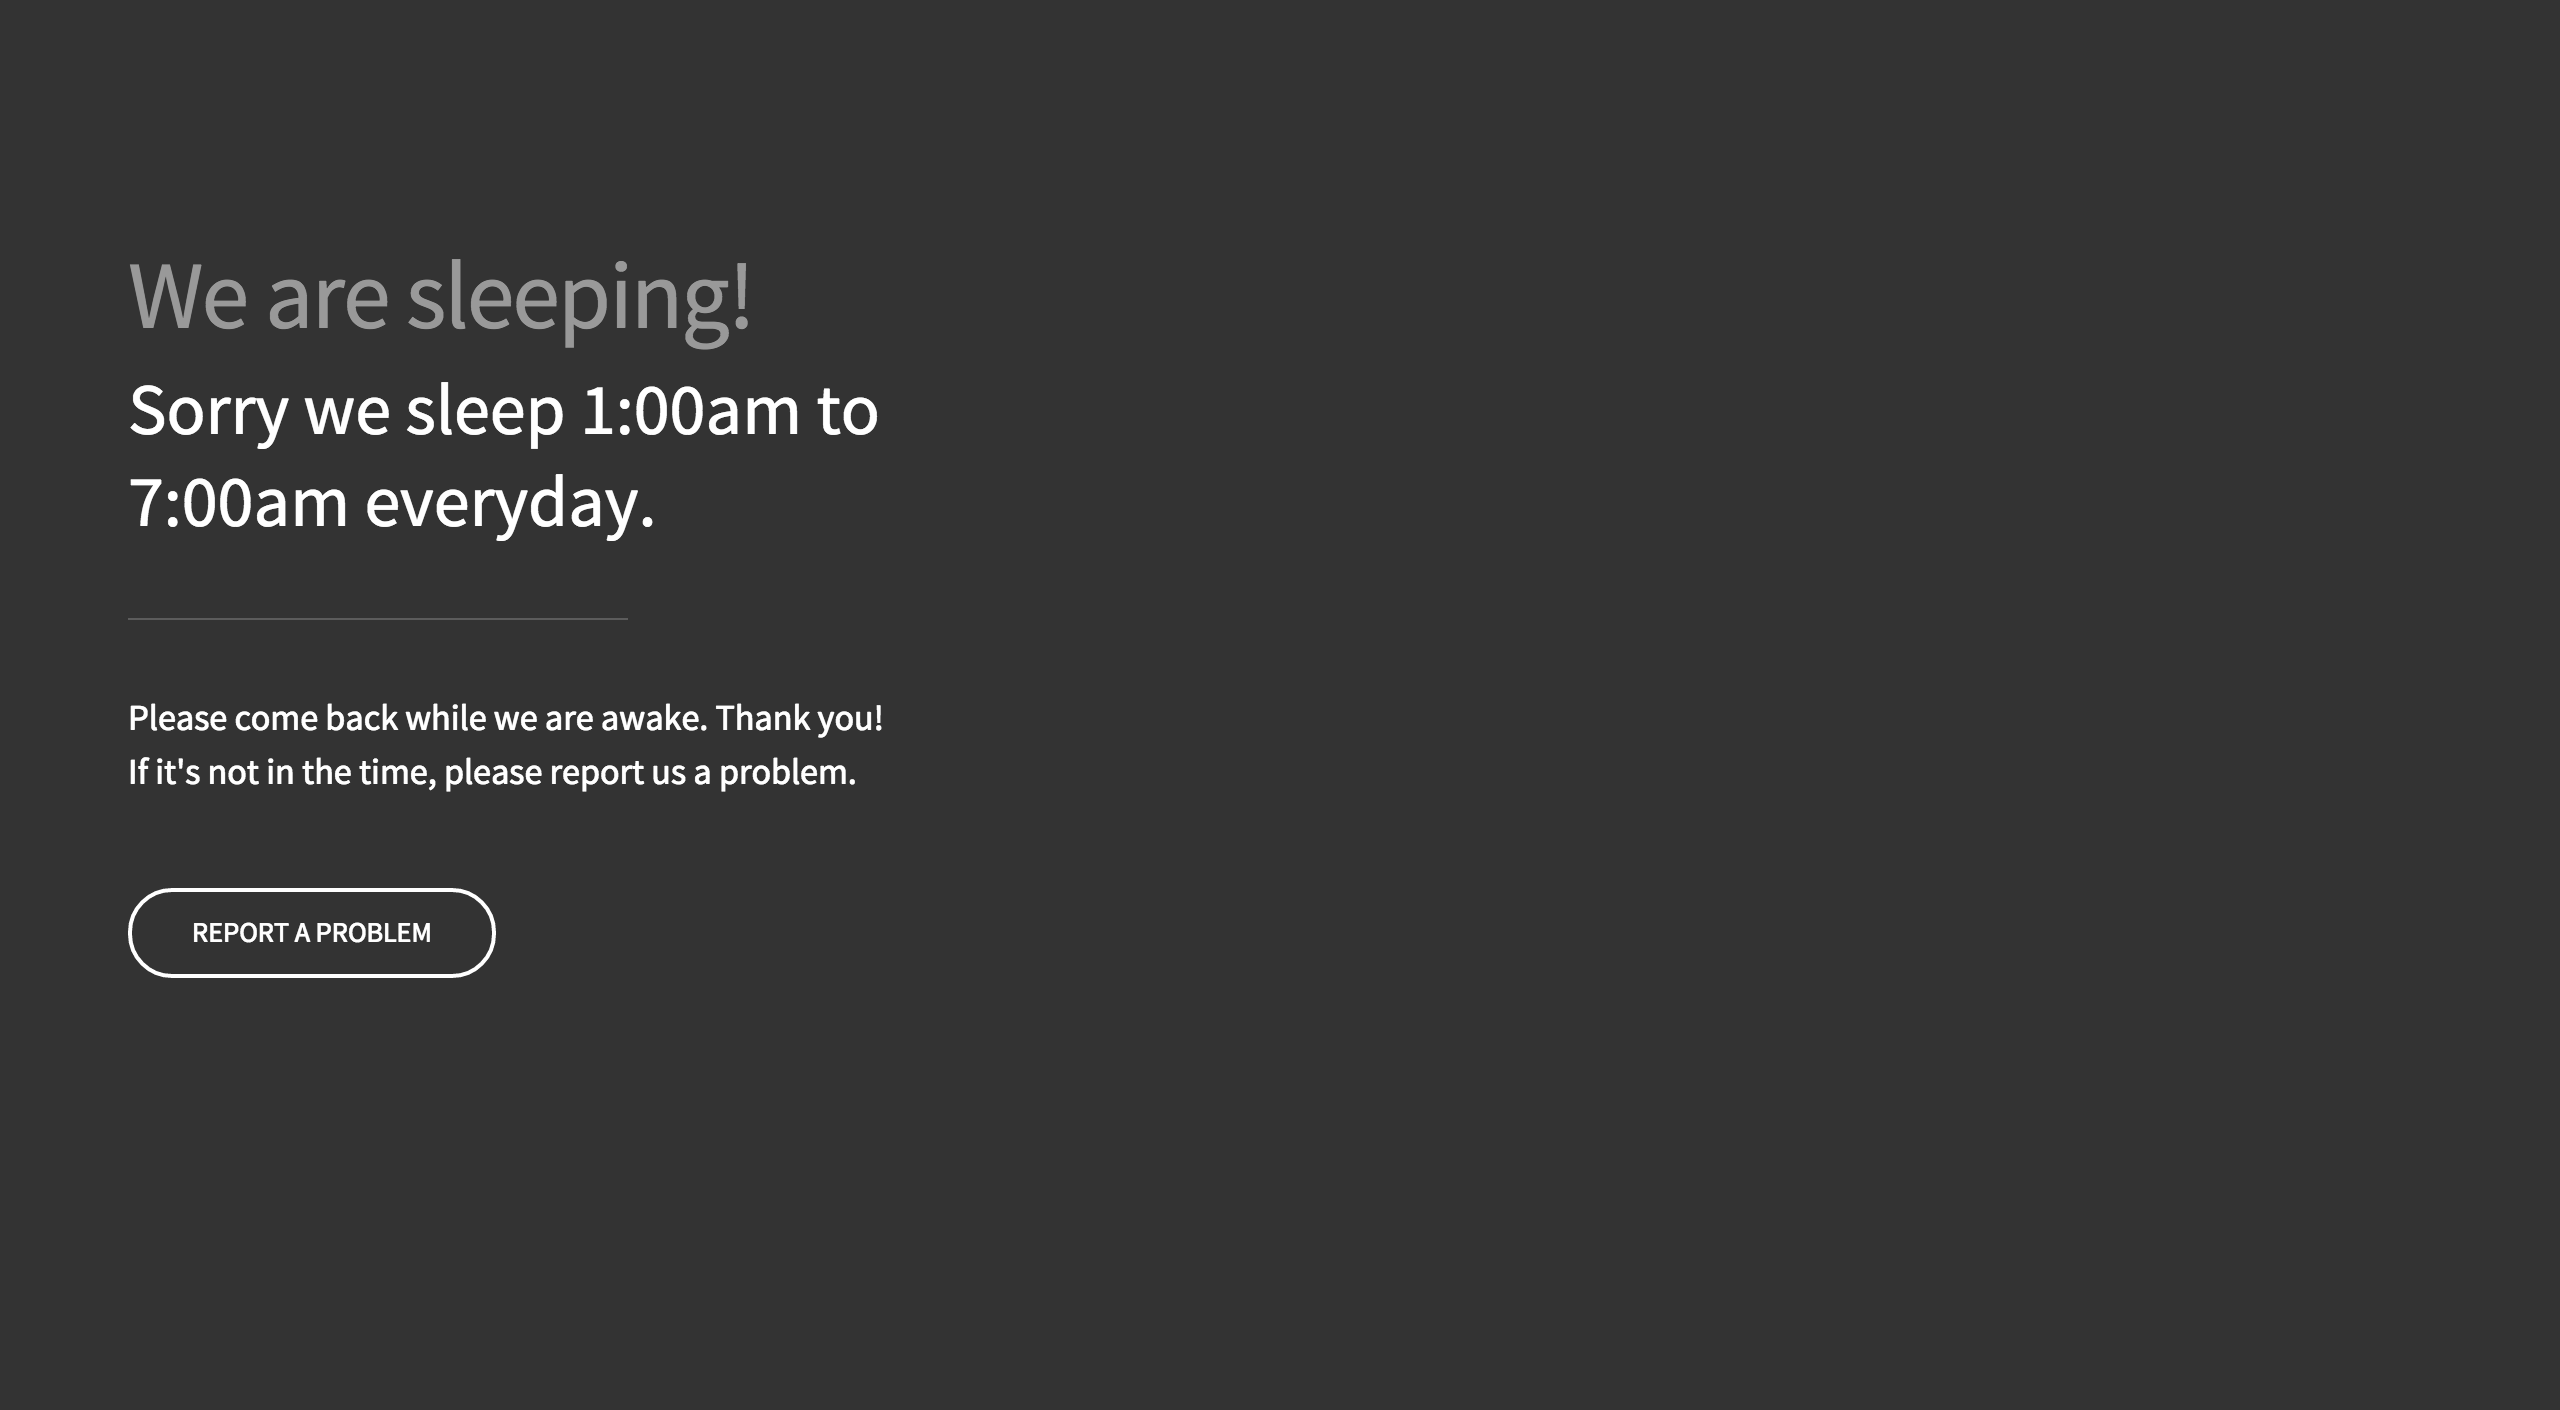 We are sleeping!
Sorry we sleep 1:00am to
7:00am everyday.
Please come back while we are awake. Thank you!
If it's not in the time, please report us a problem.
REPORT A PROBLEM